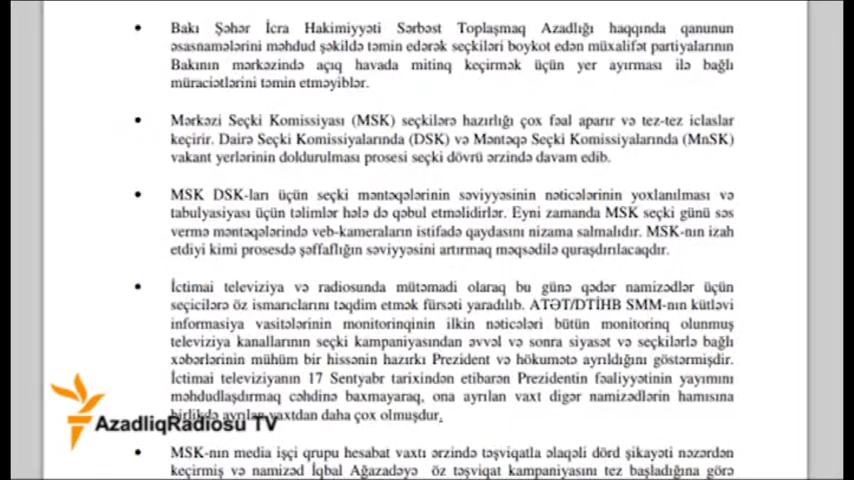 • Bakı Şəhər İcra Hakimiyyəti Sərbəst Toplaşmaq Azadlığı haqqında qanunun
əsasnamələrini məhdud şəkildə təmin edərək seçkiləri boykot edən müxalifət partiyalarının
Bakının mərkəzində açıq havada mitinq keçirmək üçün yer ayırması ilə bağlı
müraciətlərini təmin etməyiblər.
• Mərkəzi Seçki Komissiyası (MSK) seçkilərə hazırlığı çox fəal aparır və tez-tez iclaslar
keçirir. Dairə Seçki Komissiyalarında (DSK) və Məntəqə Seçki Komissiyalarında (MnSK)
vakant yerlərinin doldurulması prosesi seçki dövrü ərzində davam edib.
• MSK DSK-ları üçün seçki məntəqələrinin səviyyəsinin nəticələrinin yoxlanılması və
tabulyasiyası üçün təlimlər hələ də qəbul etməlidirlər. Eyni zamanda MSK seçki günü səs
vermə məntəqələrində veb-kameraların istifadə qaydasını nizama salmalıdır. MSK-nın izah
etdiyi kimi prosesdə şəffaflığın səviyyəsini artırmaq məqsədilə quraşdırılacaqdır.
• İctimai televiziya və radiosunda mütəmadi olaraq bu günə qədər namizədlər üçün
seçicilərə öz ismarıclarını təqdim etmək fürsəti yaradılıb. ATƏT/DTİHB SMM-nın kütləvi
informasiya vasitələrinin monitorinqinin ilkin nəticələri bütün monitorinq olunmuş
televiziya kanallarının seçki kampaniyasından əvvəl və sonra siyasət və seçkilərlə bağlı
xəbərlərinin mühüm bir hissənin hazırkı Prezident və hökumətə ayrıldığını göstərmişdir.
İctimai televiziyanın 17 Sentyabr tarixindən etibarən Prezidentin fəaliyyətinin yayımını
məhdudlaşdırmaq cəhdinə baxmayaraq, ona ayrılan vaxt digər namizədlərin hamısına
birlikdə ayrılan vaxtdan daha çox olmuşdur.
AzadlıqRadiosu TV
• MSK-nın media işçi qrupu hesabat vaxtı ərzində təşviqatla əlaqəli dörd şikayəti nəzərdən
keçirmiş və namizəd İqbal Ağazadəyə öz təşviqat kampaniyasını tez başladığına görə